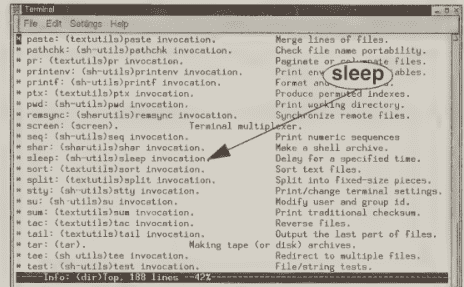 Terminal
File Edit Settings Help
* paste: (textutils)paste invocation. Merge lines of files.
* pathchk: (sh-utils)pathchk invocation. Check file name portability.
* pr: (textutils)pr invocation. Paginate or columnate files.
* printenv: (sh-utils)printenv invocation. Print
* printf: (sh-utils)printf invocation. Format and
* ptx: (textutils)ptx invocation. Produce permuted indexes.
* pwd: (sh-utils)pwd invocation. Print working directory.
* remsync: (sharutils)remsync invocation. Synchronize remote files.
* screen: (screen). Terminal multiplexer.
* seq: (sh-utils)seq invocation. Print numeric sequences
* shar: (sharutils)shar invocation. Make a shell archive.
* sleep: (sh-utils)sleep invocation. Delay for a specified time.
* sort: (textutils)sort invocation. Sort text files.
* split: (textutils)split invocation. Split into fixed-size pieces.
* stty: (sh-utils)stty invocation. Print/change terminal settings.
* su: (sh-utils)su invocation. Modify user and group id.
* sum: (textutils)sum invocation. Print traditional checksum.
* tac: (textutils)tac invocation. Reverse files.
* tail: (textutils)tail invocation. Output the last part of files.
* tar: (tar). Making tape (or disk) archives.
* tee: (sh-utils)tee invocation. Redirect to multiple files.
* test: (sh-utils)test invocation. File/string tests.
-----Info: (dir)Top, 188 lines --42%--
sleep